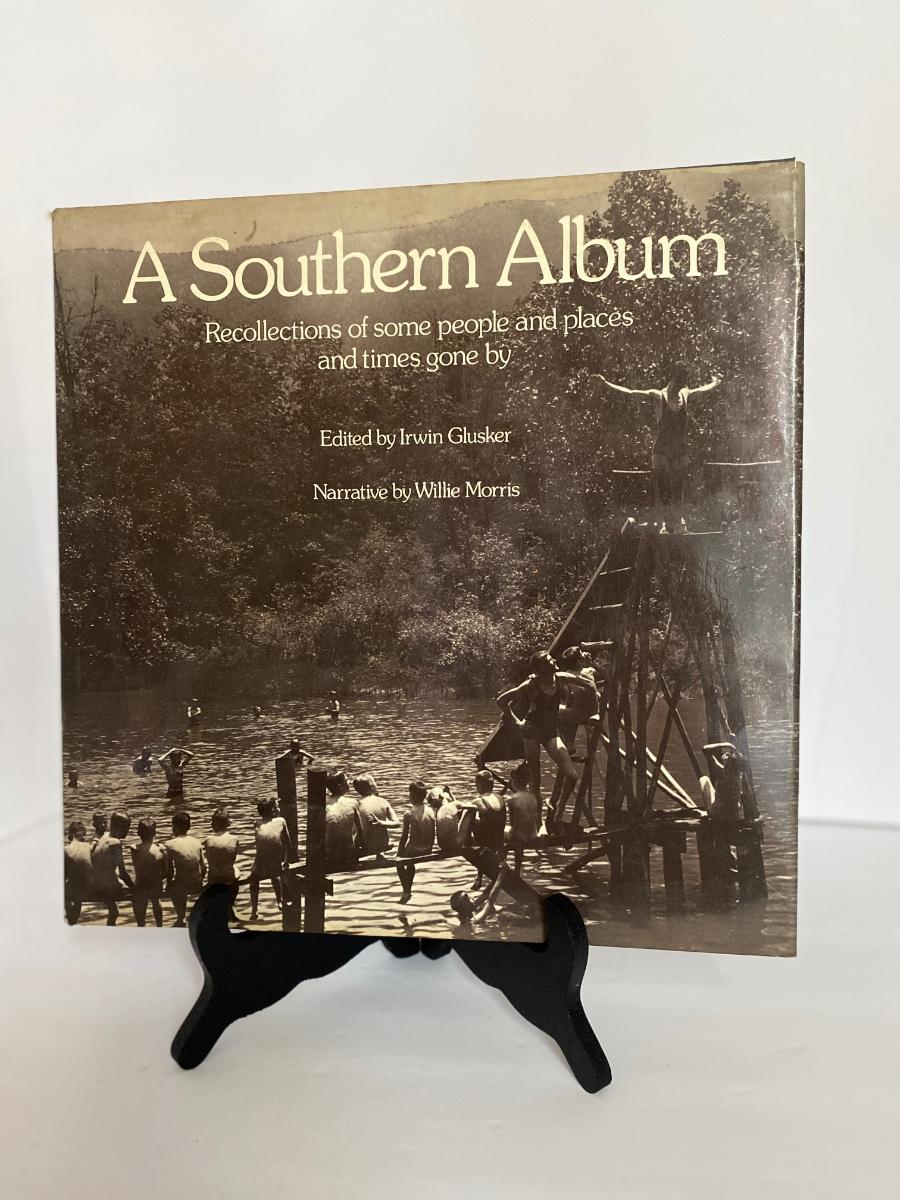 A Southern Album
Recollections of some people and places
and times gone by
Edited by Irwin Glusker
Narrative by Willie Morris